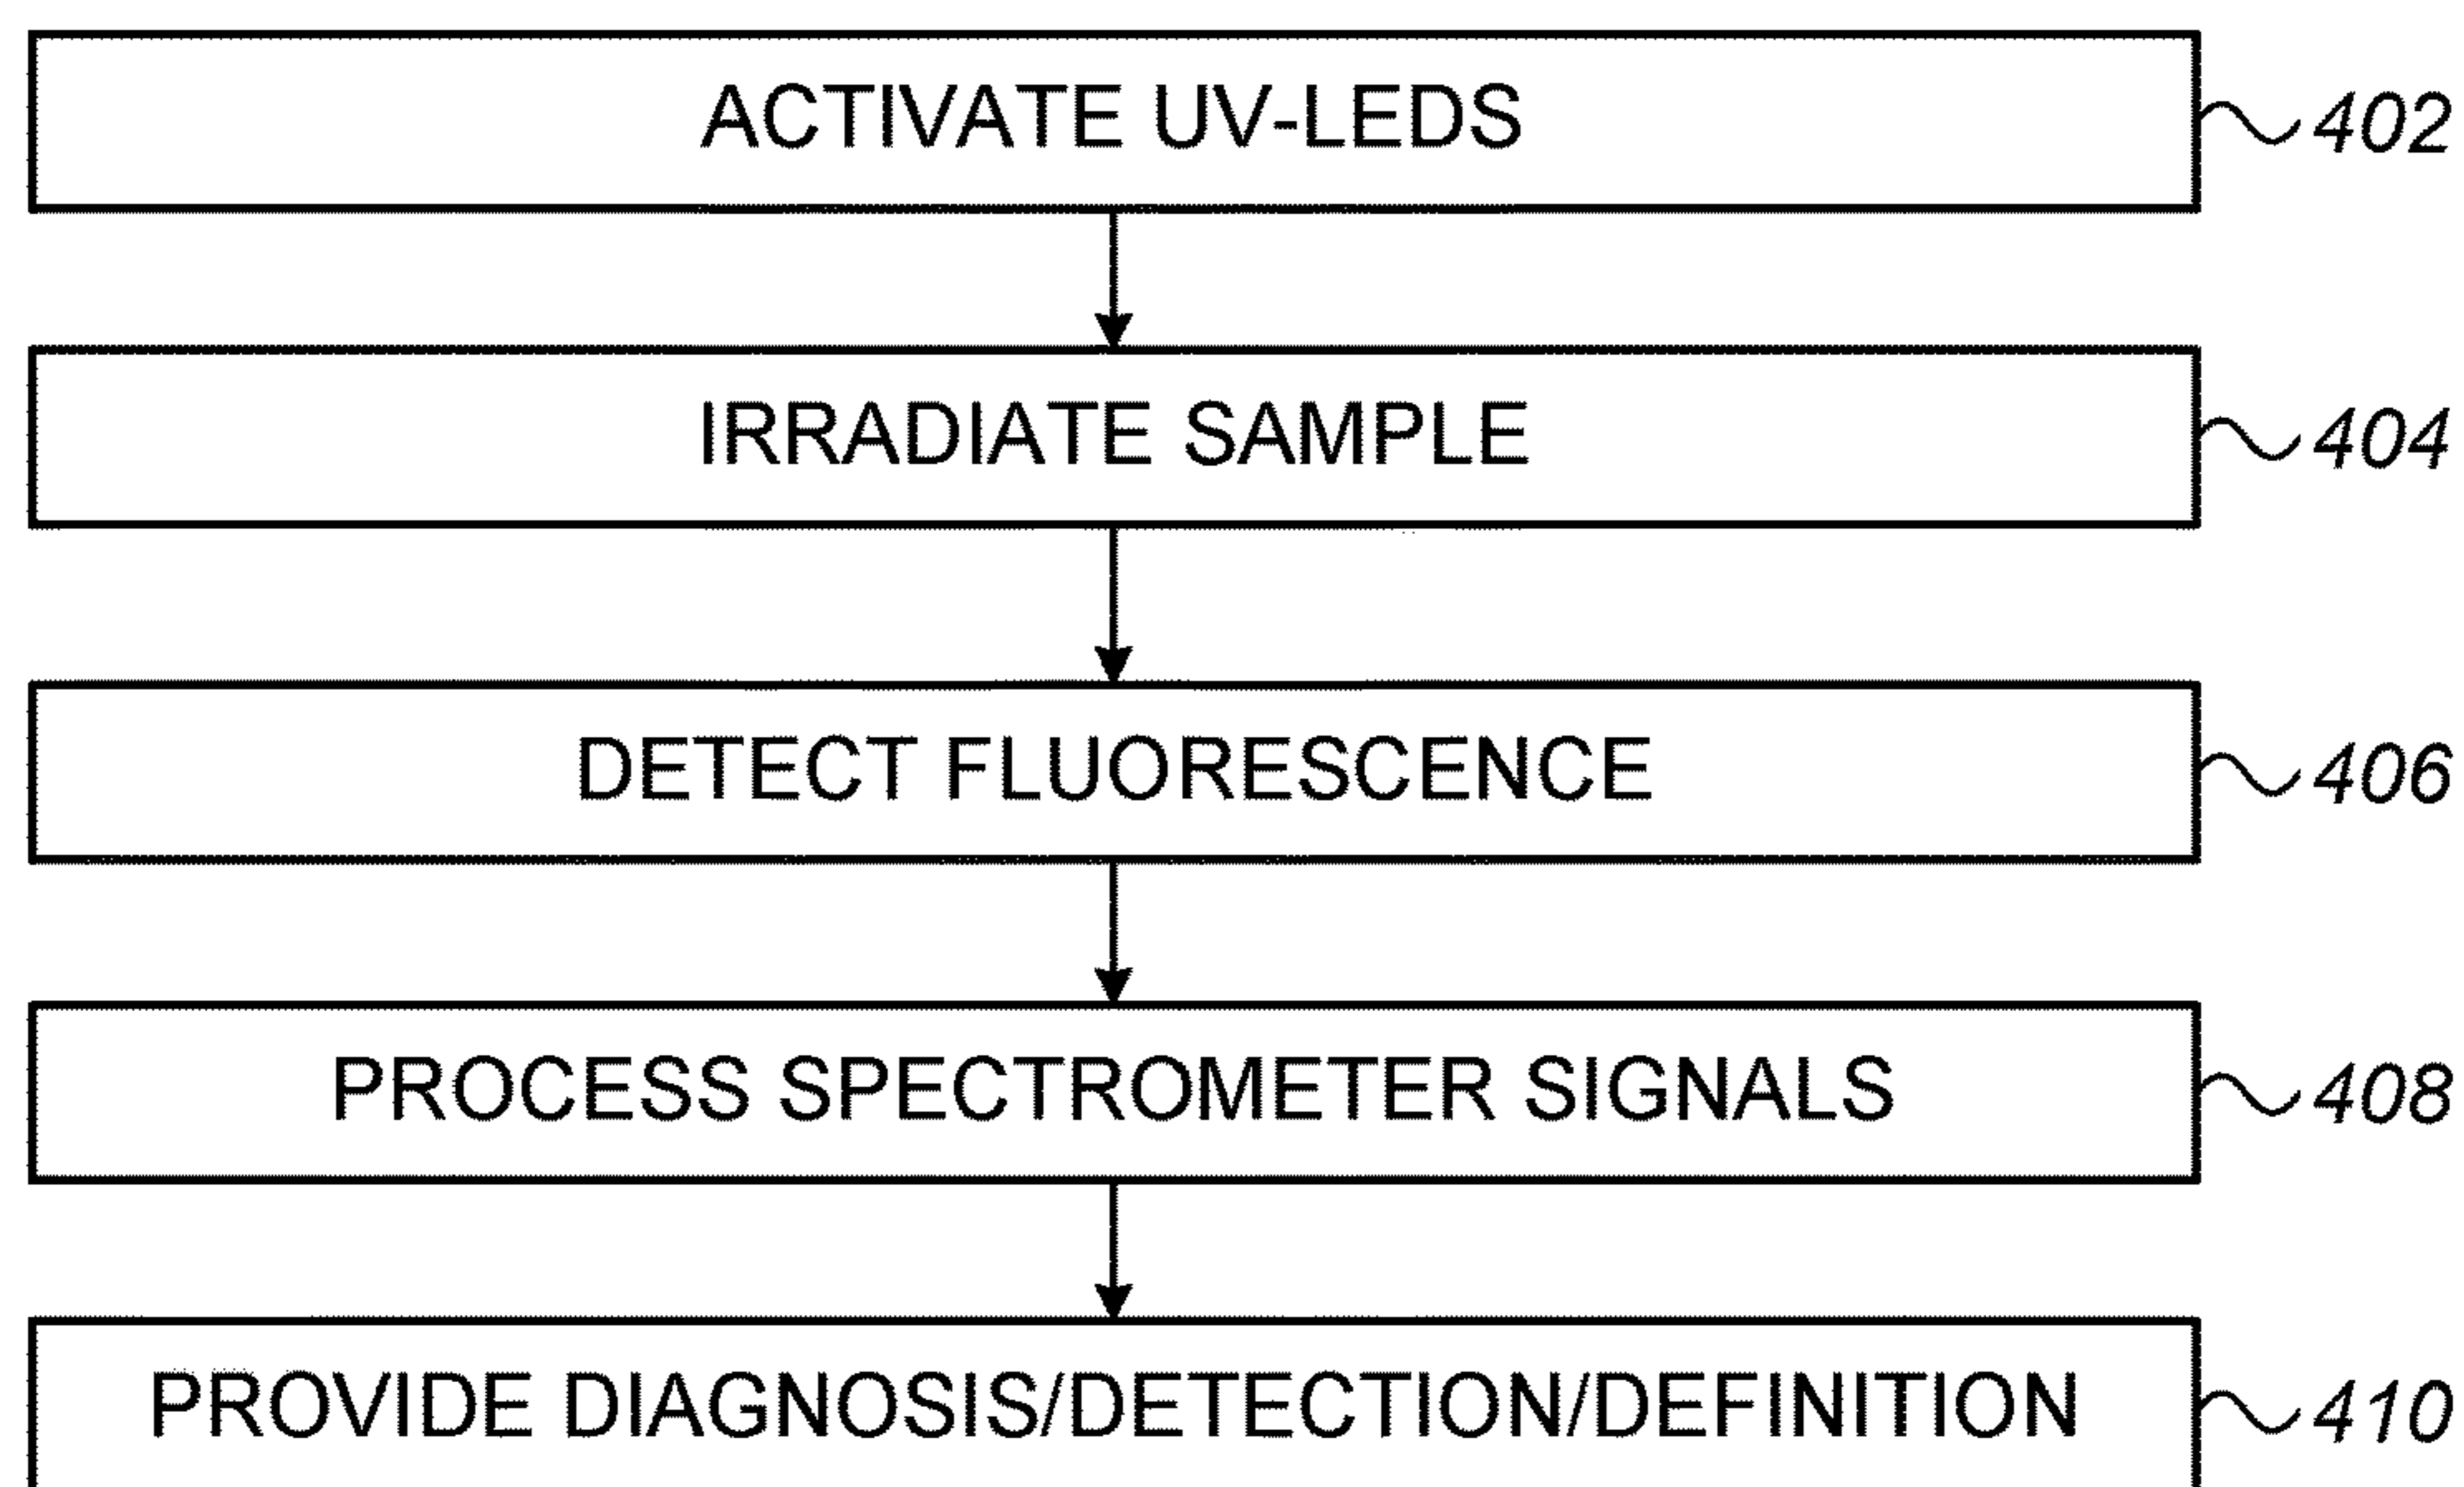 ACTIVATE UV-LEDS 402
IRRADIATE SAMPLE 404
DETECT FLUORESCENCE 406
PROCESS SPECTROMETER SIGNALS 408
PROVIDE DIAGNOSIS/DETECTION/DEFINITION 410